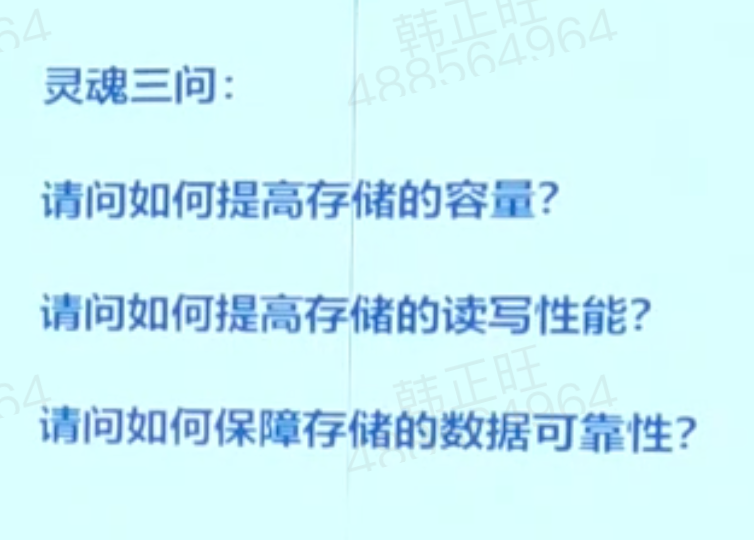 韩正旺
488564964
64
灵魂三问：
请问如何提高存储的容量？
请问如何提高存储的读写性能？
韩正旺
64
请问如何保障存储的数据可靠性？